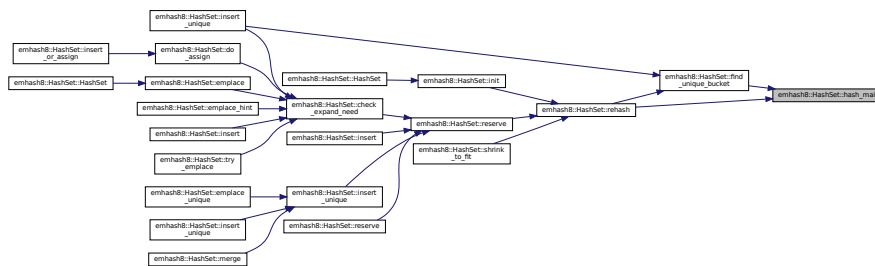 emhash8::HashSet::insert
_unique
emhash8::HashSet::insert
_or_assign
emhash8::HashSet::do
_assign
emhash8::HashSet::HashSet
emhash8::HashSet::emplace
emhash8::HashSet::emplace_hint
emhash8::HashSet::insert
emhash8::HashSet::try
_emplace
emhash8::HashSet::emplace
_unique
emhash8::HashSet::insert
_unique
emhash8::HashSet::merge
emhash8::HashSet::HashSet
emhash8::HashSet::check
_expand_need
emhash8::HashSet::insert
emhash8::HashSet::insert
_unique
emhash8::HashSet::reserve
emhash8::HashSet::init
emhash8::HashSet::reserve
emhash8::HashSet::shrink
_to_fit
emhash8::HashSet::rehash
emhash8::HashSet::find
_unique_bucket
emhash8::HashSet::hash_mai